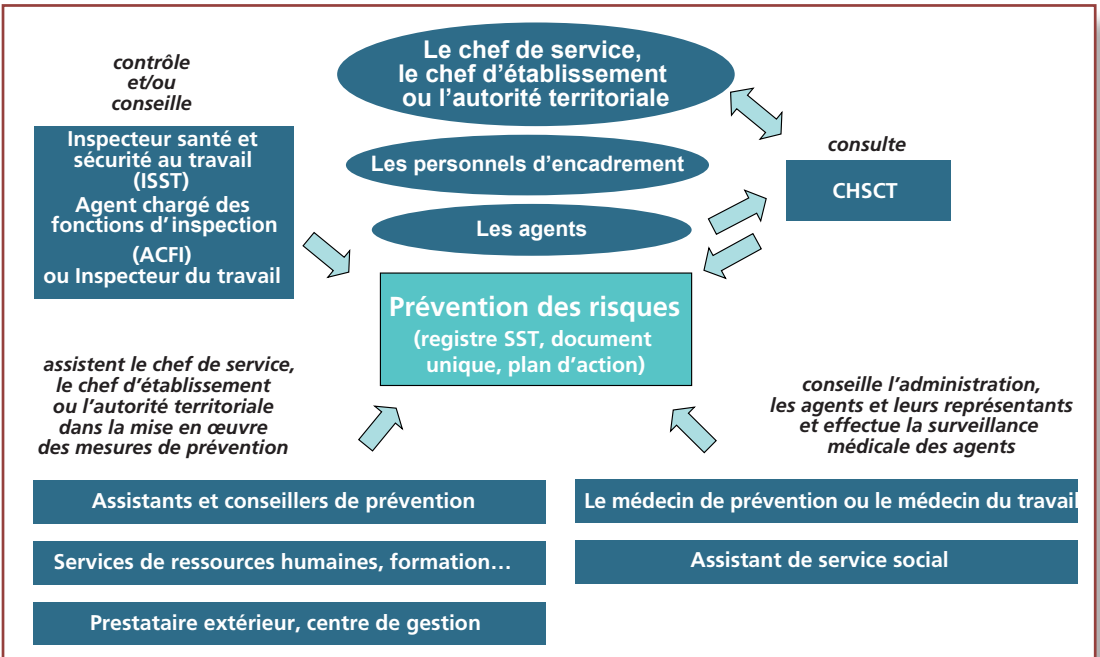 Le chef de service,
le chef d'établissement
ou l'autorité territoriale
contrôle
et/ou
conseille
Inspecteur santé et
sécurité au travail
(ISST)
Agent chargé des
fonctions d'inspection
(ACFI)
ou Inspecteur du travail
Les personnels d'encadrement
Les agents
consulte
CHSCT
Prévention des risques
(registre SST, document
unique, plan d'action)
assistent le chef de service,
le chef d'établissement
ou l'autorité territoriale
dans la mise en œuvre
des mesures de prévention
conseille l'administration,
les agents et leurs représentants
et effectue la surveillance
médicale des agents
Assistants et conseillers de prévention
Services de ressources humaines, formation…
Prestataire extérieur, centre de gestion
Le médecin de prévention ou le médecin du travail
Assistant de service social